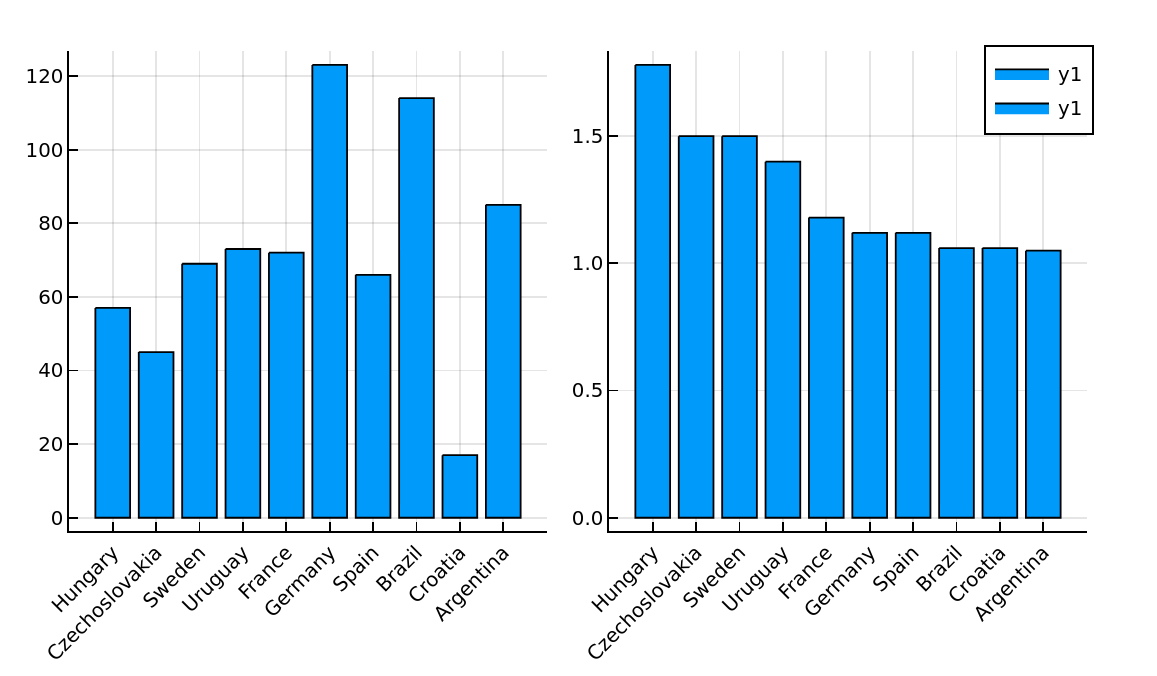 120
100
80
60
40
20
0
Hungary
Czechoslovakia
Sweden
Uruguay
France
Germany
Spain
Brazil
Croatia
Argentina
1.5
1.0
0.5
0.0
Hungary
Czechoslovakia
Sweden
Uruguay
France
Germany
Spain
Brazil
Croatia
Argentina
y1
y1